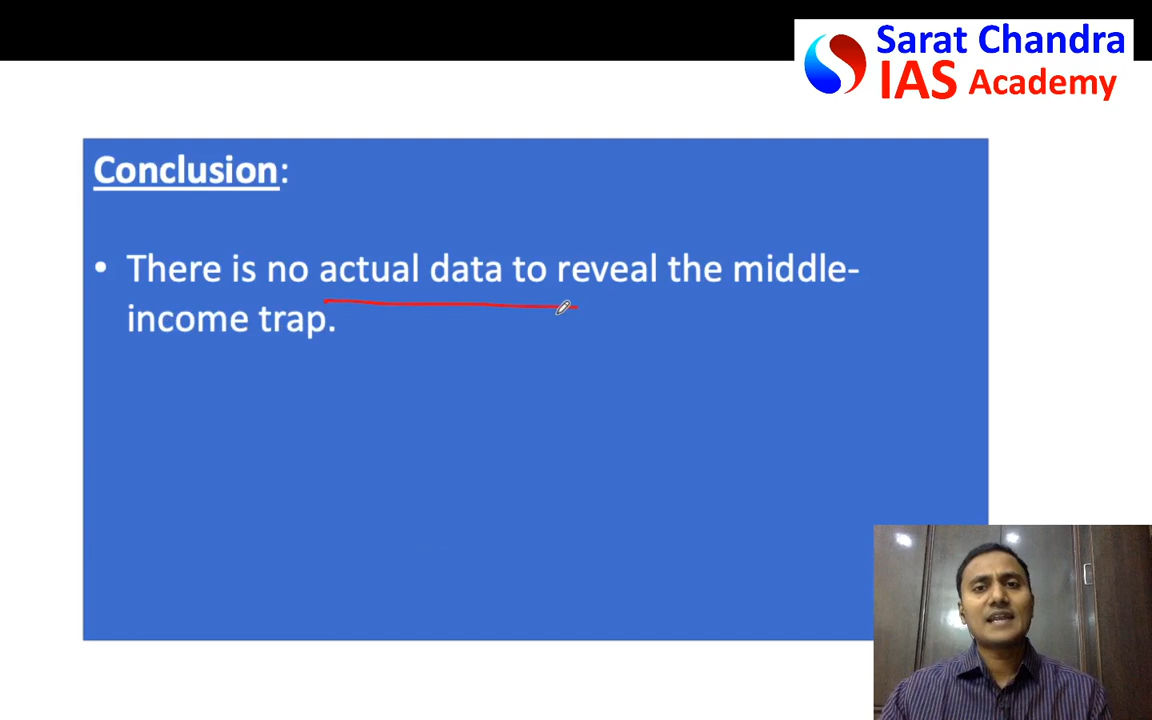 Sarat Chandra
IAS Academy
Conclusion:
• There is no actual data to reveal the middle-
income trap.